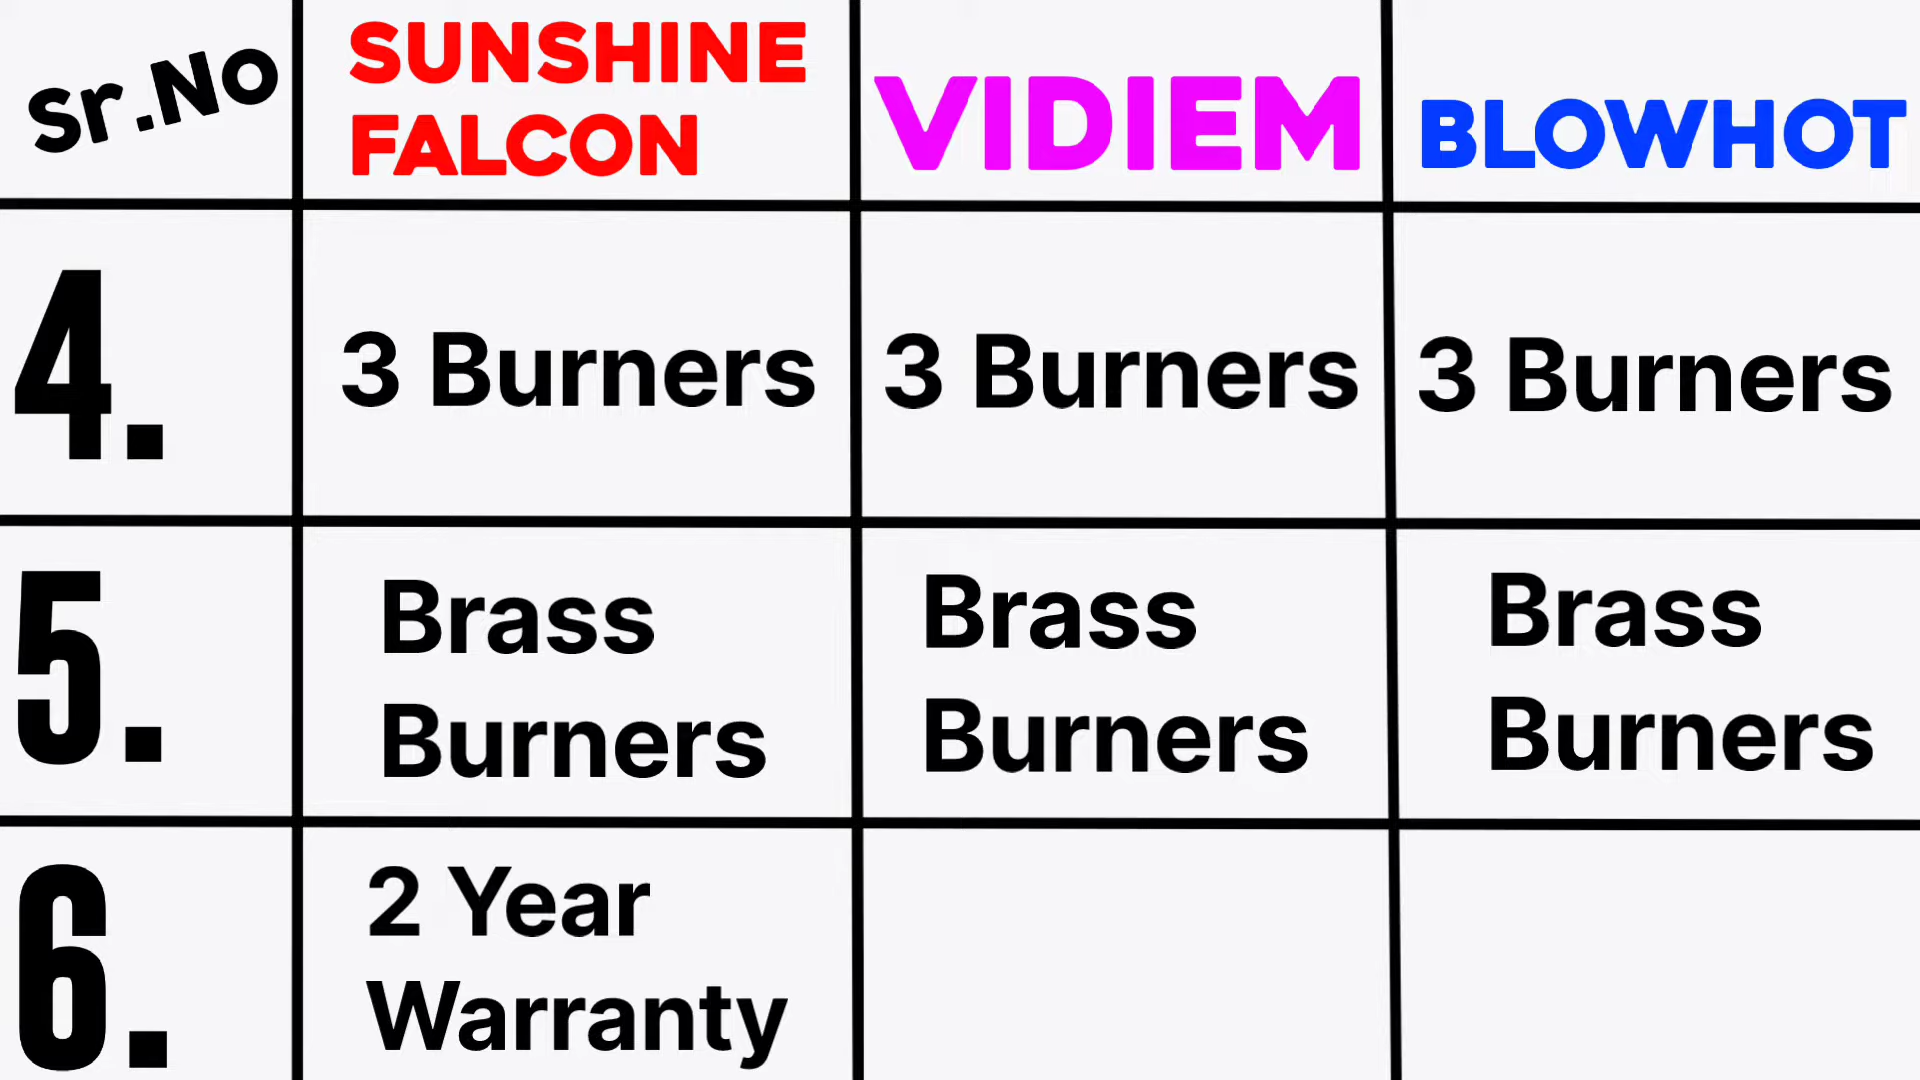 Sr.No
SUNSHINE
FALCON
VIDIEM
BLOWHOT
4.
3 Burners
3 Burners
3 Burners
5.
Brass
Burners
Brass
Burners
Brass
Burners
6.
2 Year
Warranty